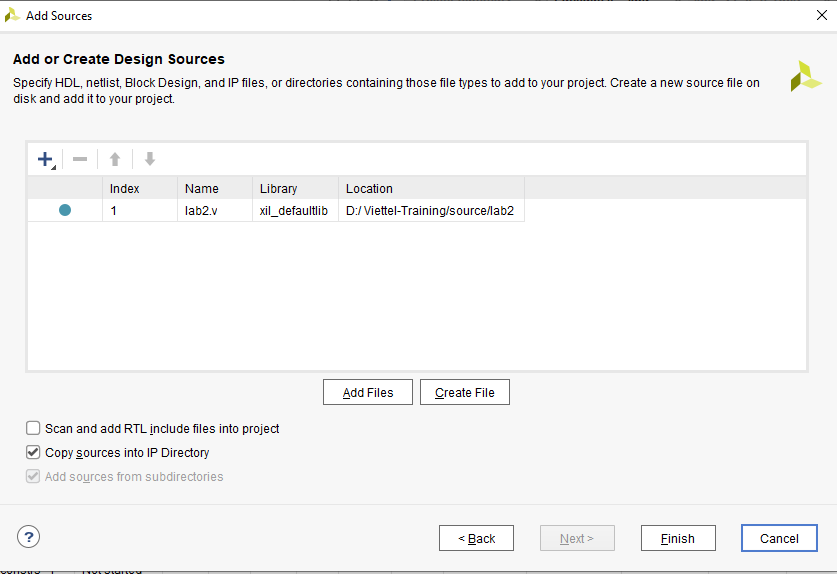 Add Sources
Add or Create Design Sources
Specify HDL, netlist, Block Design, and IP files, or directories containing those file types to add to your project. Create a new source file on
disk and add it to your project.
Index Name Library Location
1 lab2.v xil_defaultlib D:/ Viettel-Training/source/lab2
Add Files Create File
Scan and add RTL include files into project
Copy sources into IP Directory
Add sources from subdirectories
? < Back Next > Finish Cancel